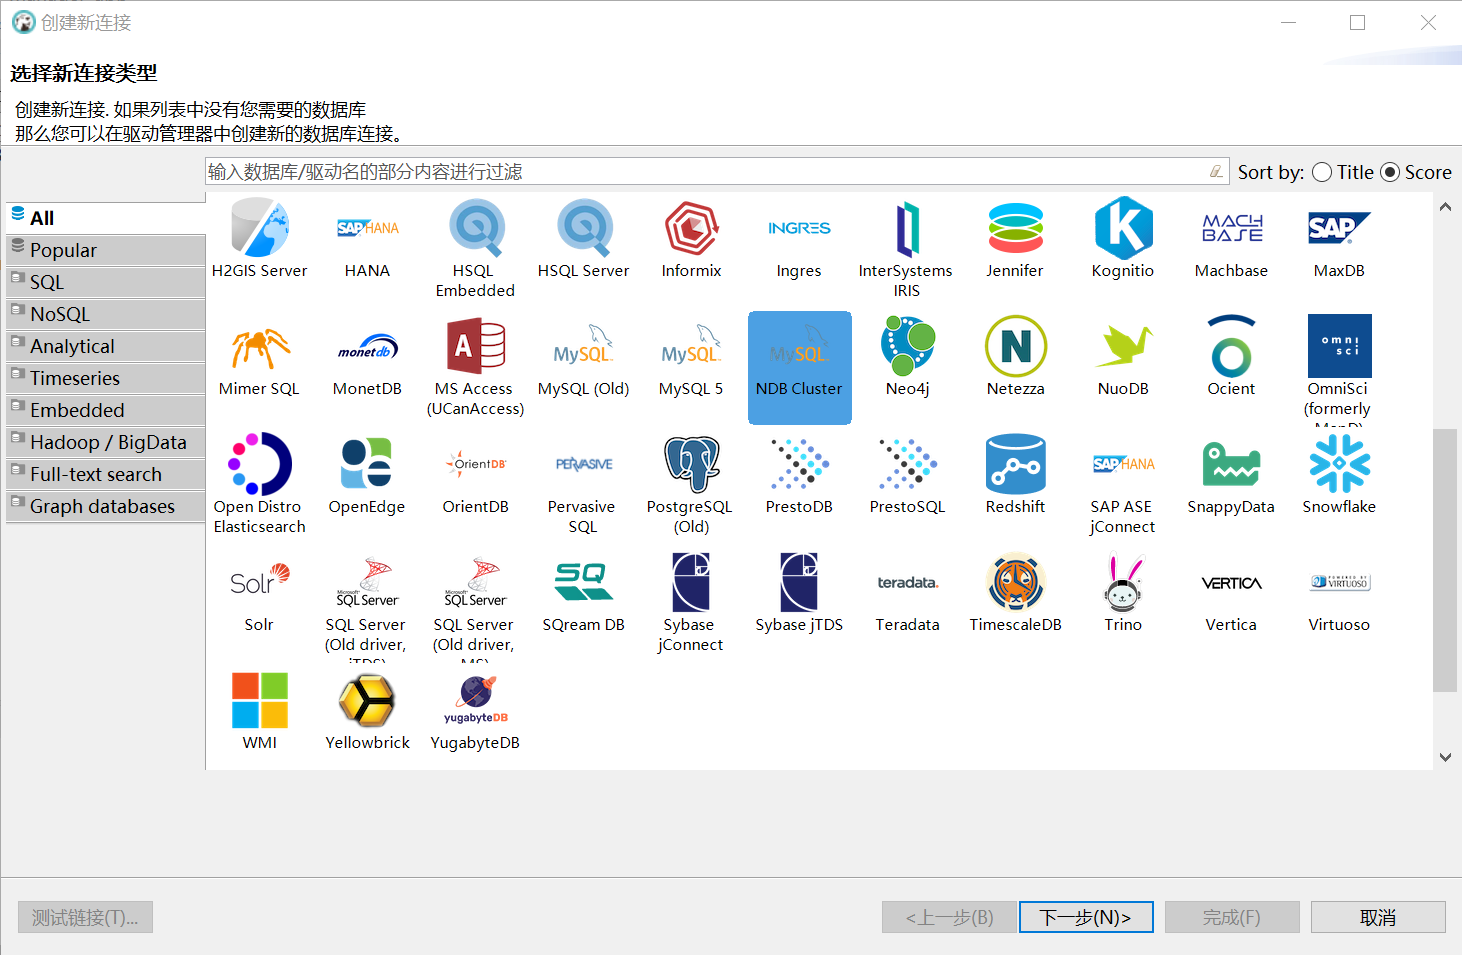 创建新连接
选择新连接类型
创建新连接. 如果列表中没有您需要的数据库
那么您可以在驱动管理器中创建新的数据库连接。
输入数据库/驱动名的部分内容进行过滤
Sort by: Title Score
All
Popular
SQL
NoSQL
Analytical
Timeseries
Embedded
Hadoop / BigData
Full-text search
Graph databases
SAP HANA
INGRES
MACHBASE
SAP
H2GIS Server
HANA
HSQL
Embedded
HSQL Server
Informix
Ingres
InterSystems
IRIS
Jennifer
Kognitio
Machbase
MaxDB
monetdb
A
MySQL
MySQL
MySQL
N
omni
sci
Mimer SQL
MonetDB
MS Access
(UCanAccess)
MySQL (Old)
MySQL 5
NDB Cluster
Neo4j
Netezza
NuoDB
Ocient
OmniSci
(formerly
MapD)
OrientDB
PERVASIVE
SAP HANA
Open Distro
Elasticsearch
OpenEdge
OrientDB
Pervasive
SQL
PostgreSQL
(Old)
PrestoDB
PrestoSQL
Redshift
SAP ASE
jConnect
SnappyData
Snowflake
Solr
Microsoft
SQL Server
Microsoft
SQL Server
SQ
teradata.
VERTICA
POWERED BY
VIRTUOSO
Solr
SQL Server
(Old driver,
jTDS)
SQL Server
(Old driver,
MS)
SQream DB
Sybase
jConnect
Sybase jTDS
Teradata
TimescaleDB
Trino
Vertica
Virtuoso
yugabyteDB
WMI
Yellowbrick
YugabyteDB
测试链接(T)...
<上一步(B)
下一步(N)>
完成(F)
取消